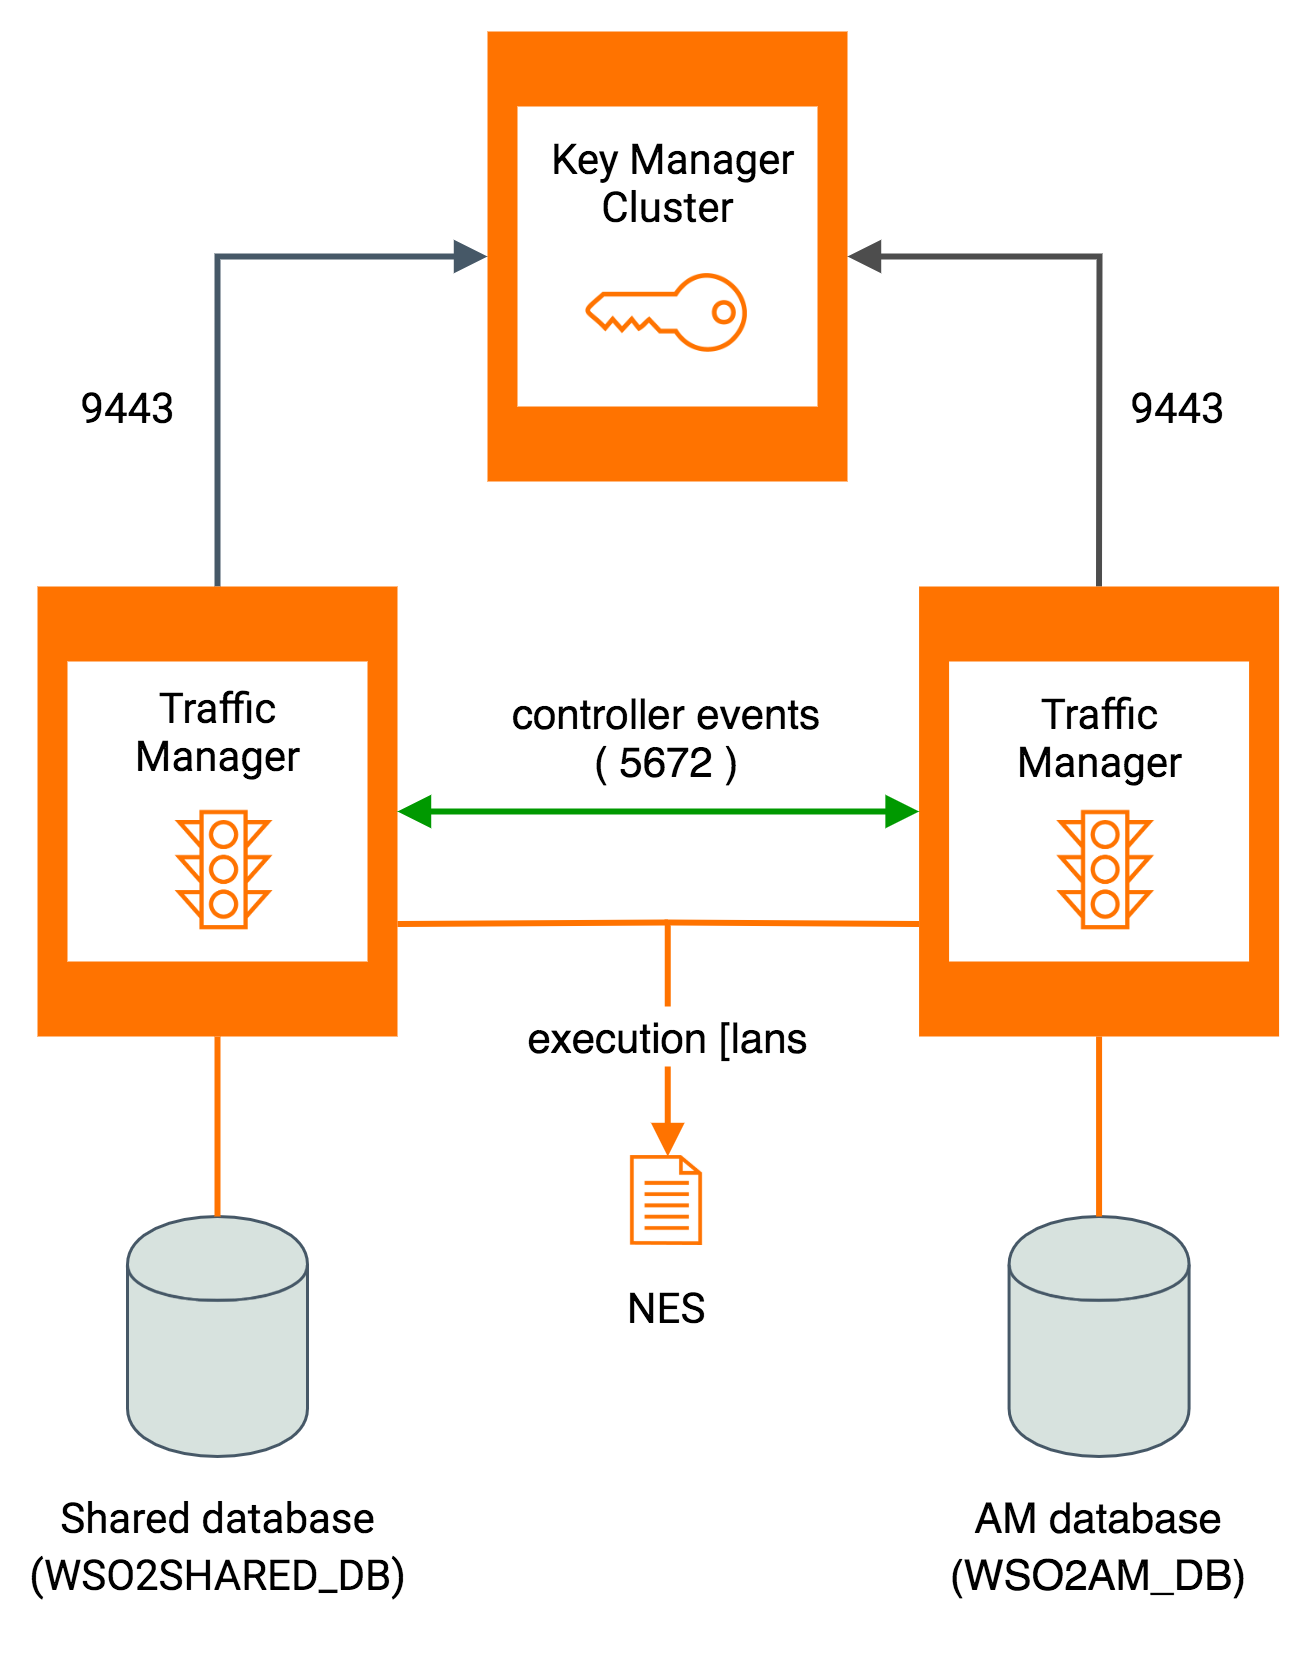 Key Manager
Cluster
9443
9443
Traffic
Manager
controller events
( 5672 )
Traffic
Manager
execution [lans
NES
Shared database
(WSO2SHARED_DB)
AM database
(WSO2AM_DB)